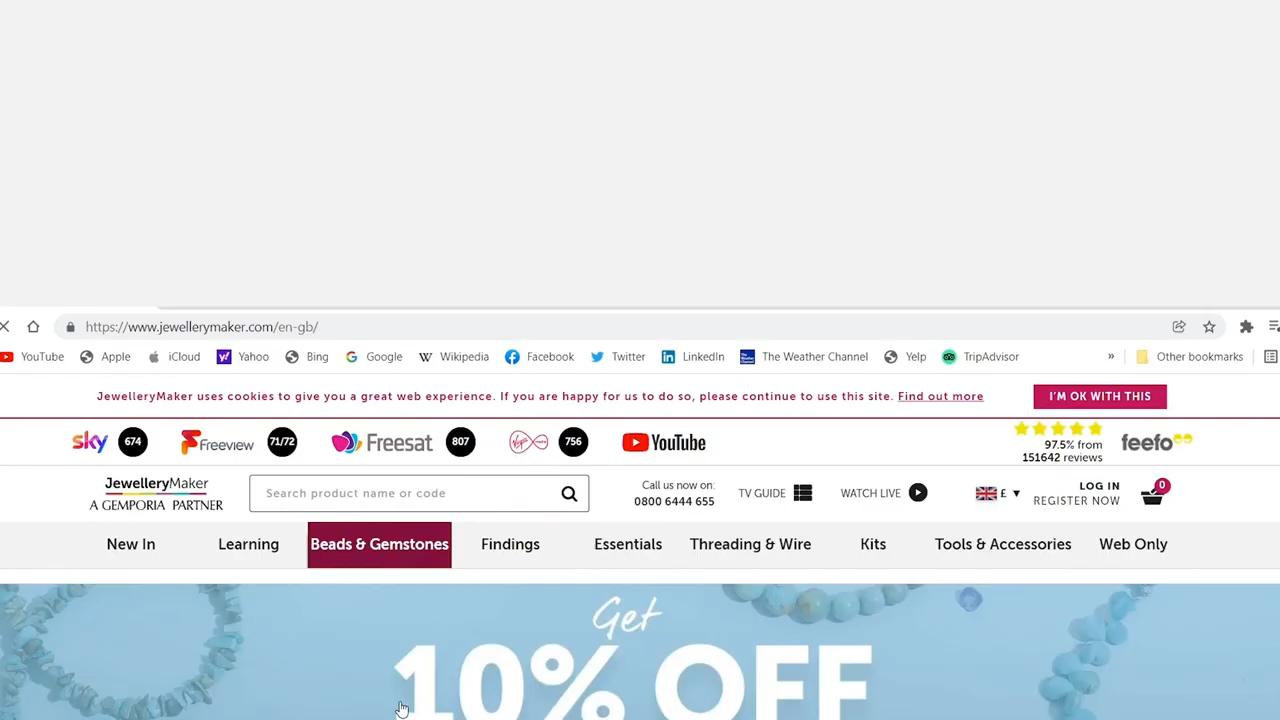 https://www.jewellerymaker.com/en-gb/
YouTube Apple iCloud Yahoo Bing Google Wikipedia Facebook Twitter LinkedIn The Weather Channel Yelp TripAdvisor » Other bookmarks
JewelleryMaker uses cookies to give you a great web experience. If you are happy for us to do so, please continue to use this site. Find out more I'M OK WITH THIS
sky 674 Freeview 71/72 Freesat 807 756 YouTube
97.5% from
151642 reviews
feefo
JewelleryMaker
A GEMPORIA PARTNER
Search product name or code
Call us now on:
0800 6444 655
TV GUIDE
WATCH LIVE
£
LOG IN
REGISTER NOW
0
New In Learning Beads & Gemstones Findings Essentials Threading & Wire Kits Tools & Accessories Web Only
Get
10% OFF